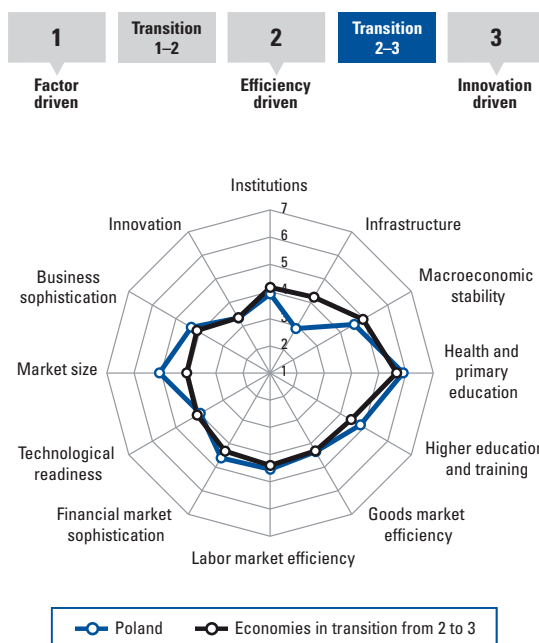 1
Transition
1–2
2
Transition
2–3
3
Factor
driven
Efficiency
driven
Innovation
driven
Institutions
7
Innovation
6
Infrastructure
5
Business
sophistication
4
Macroeconomic
stability
3
2
Market size
1
Health and
primary
education
Technological
readiness
Higher education
and training
Financial market
sophistication
Goods market
efficiency
Labor market efficiency
Poland
Economies in transition from 2 to 3